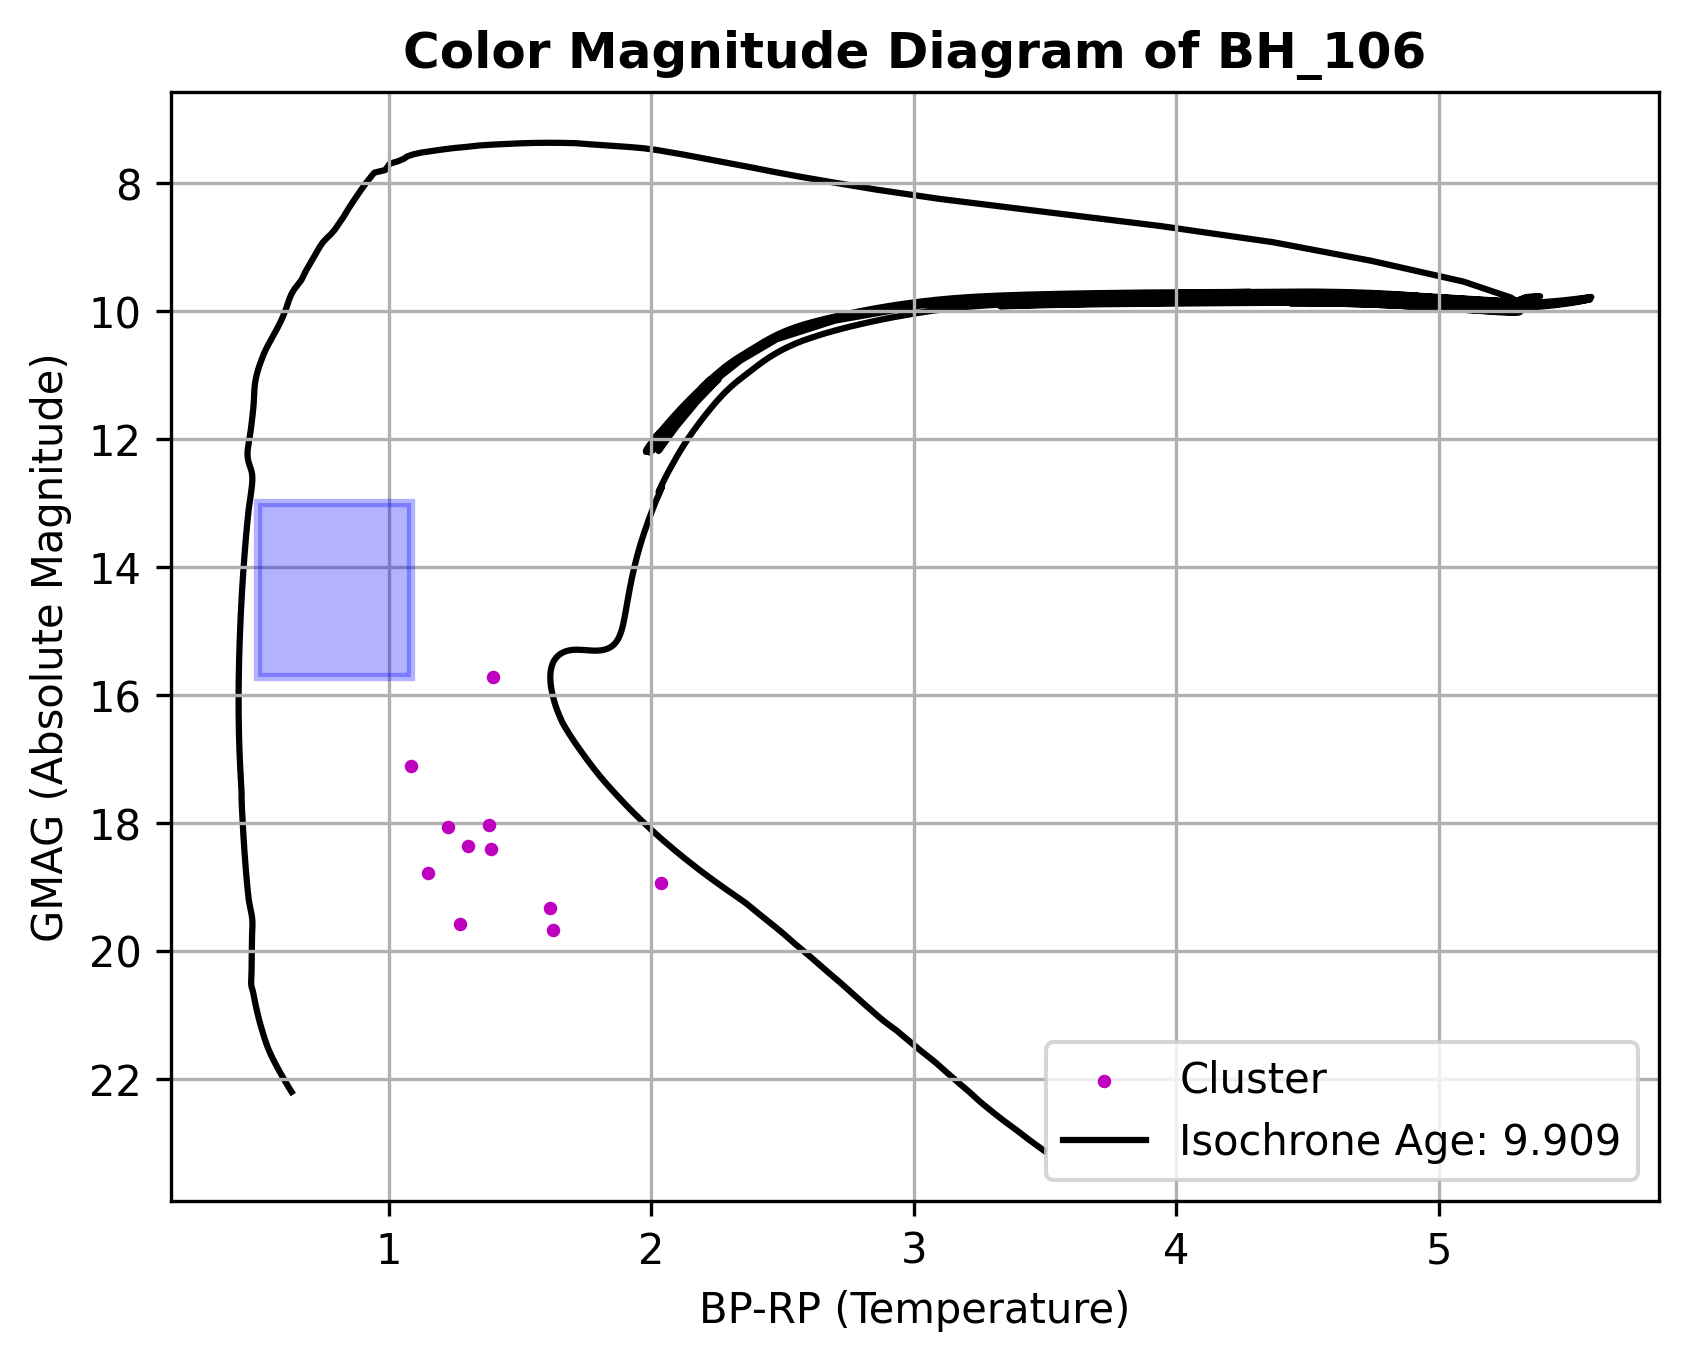 Color Magnitude Diagram of BH_106
GMAG (Absolute Magnitude)
8
10
12
14
16
18
20
22
1 2 3 4 5
BP-RP (Temperature)
Cluster
Isochrone Age: 9.909